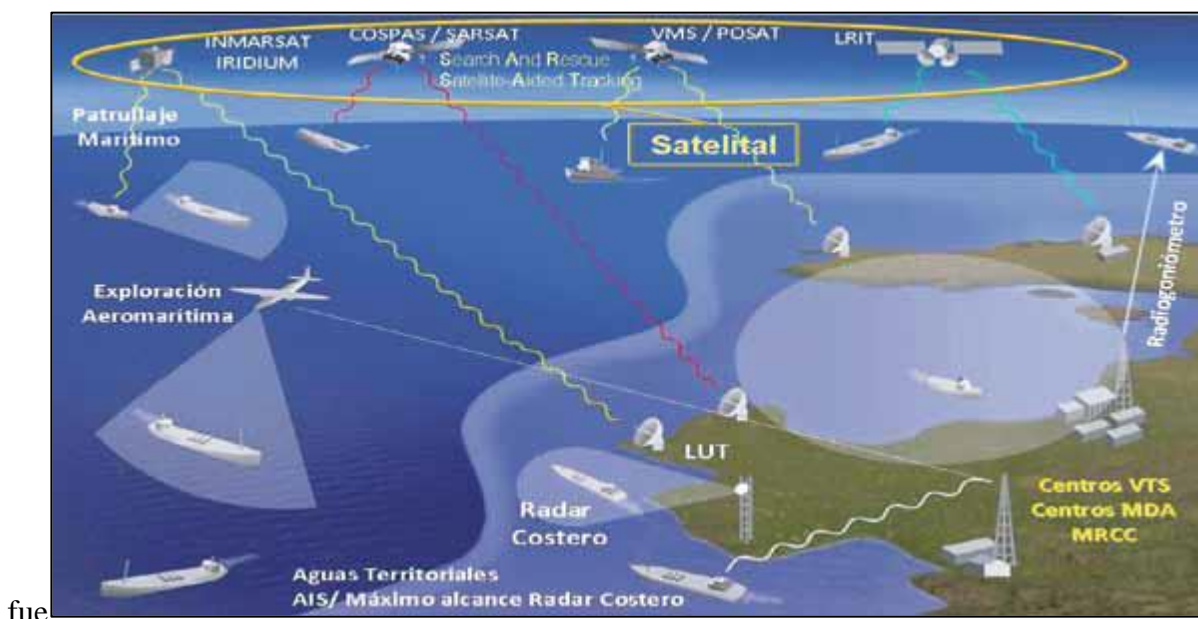 INMARSAT
IRIDIUM
COSPAS / SARSAT
Search And Rescue
Satellite-Aided Tracking
VMS / POSAT
LRIT
Patrullaje
Marítimo
Satelital
Radiogoniómetro
Exploración
Aeromarítima
LUT
Radar
Costero
Centros VTS
Centros MDA
MRCC
Aguas Territoriales
AIS/ Máximo alcance Radar Costero
fue